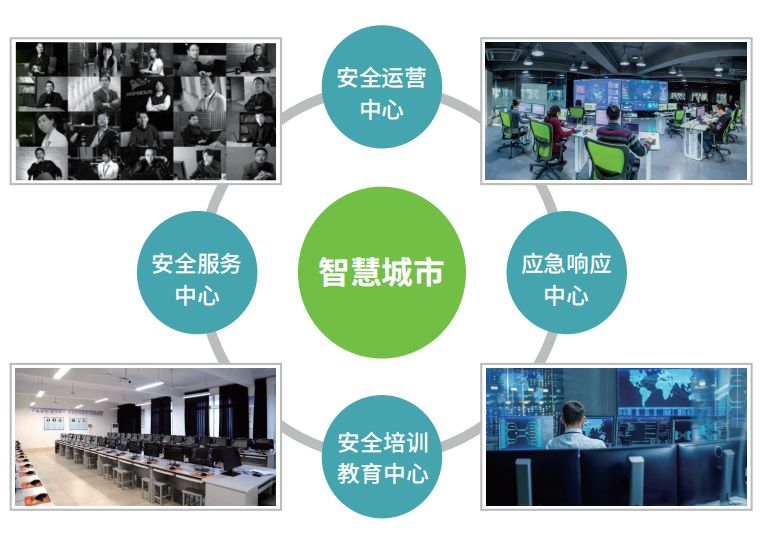 安全运营
中心
安全服务
中心
智慧城市
应急响应
中心
安全培训
教育中心